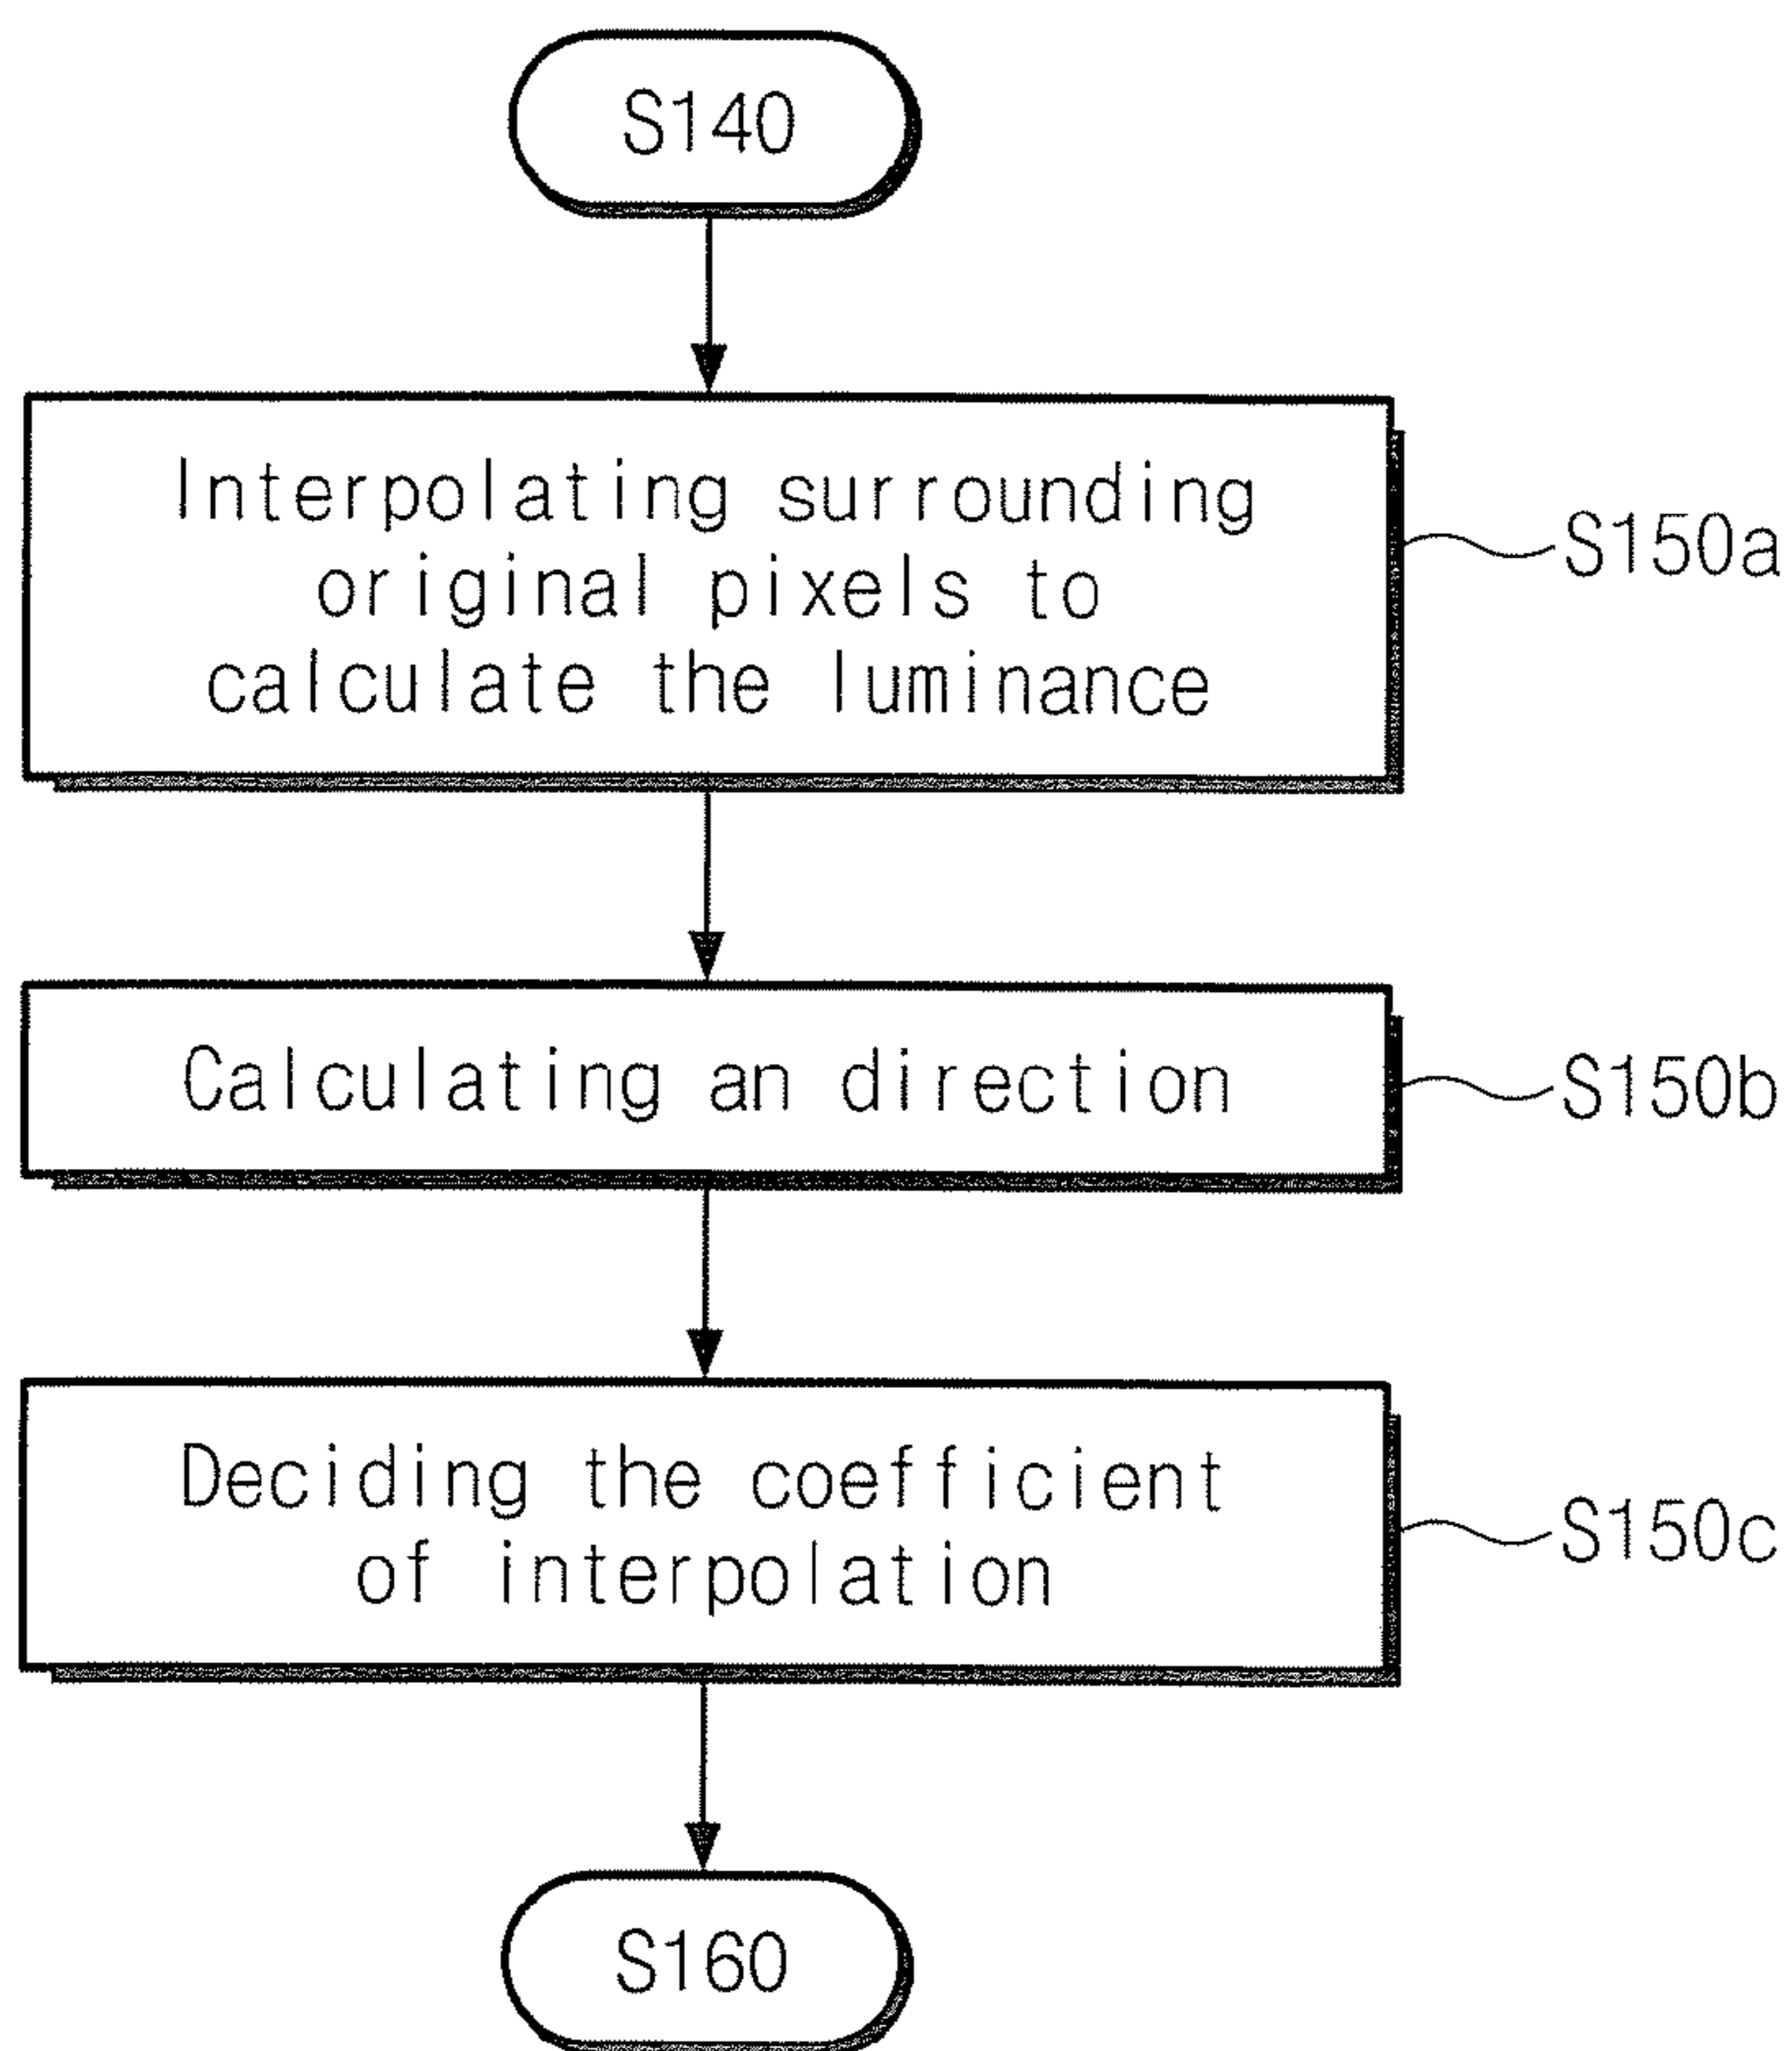 S140
Interpolating surrounding
original pixels to
calculate the luminance
S150a
Calculating an direction
S150b
Deciding the coefficient
of interpolation
S150c
S160